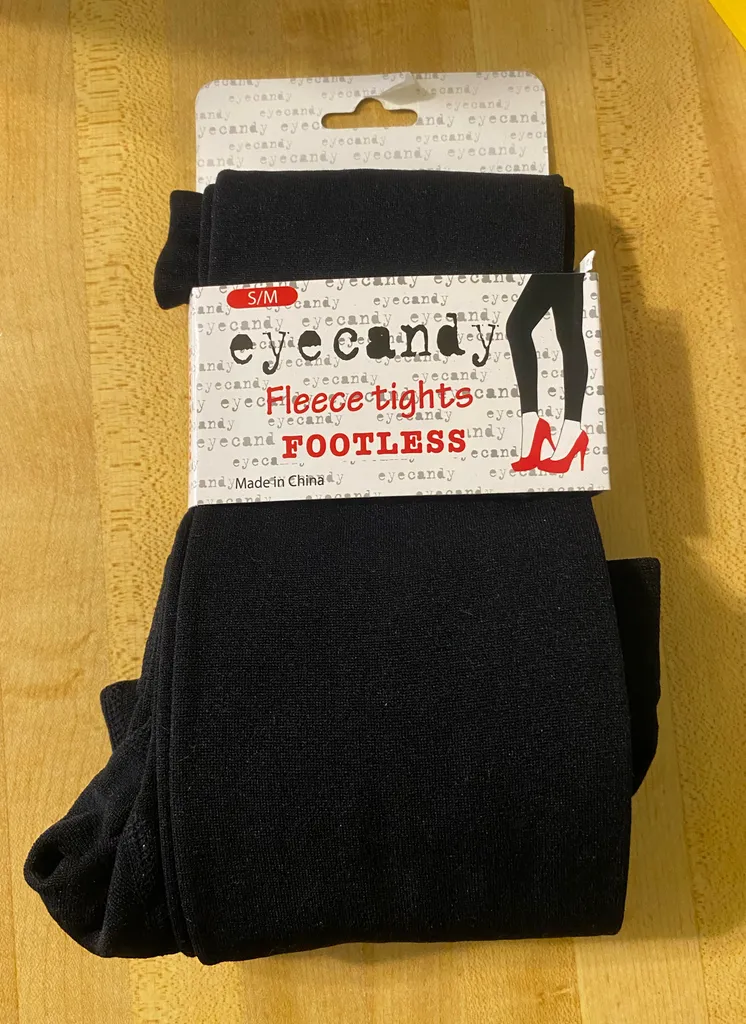 S/M
eyecandy
Fleece tights
FOOTLESS
Made in China